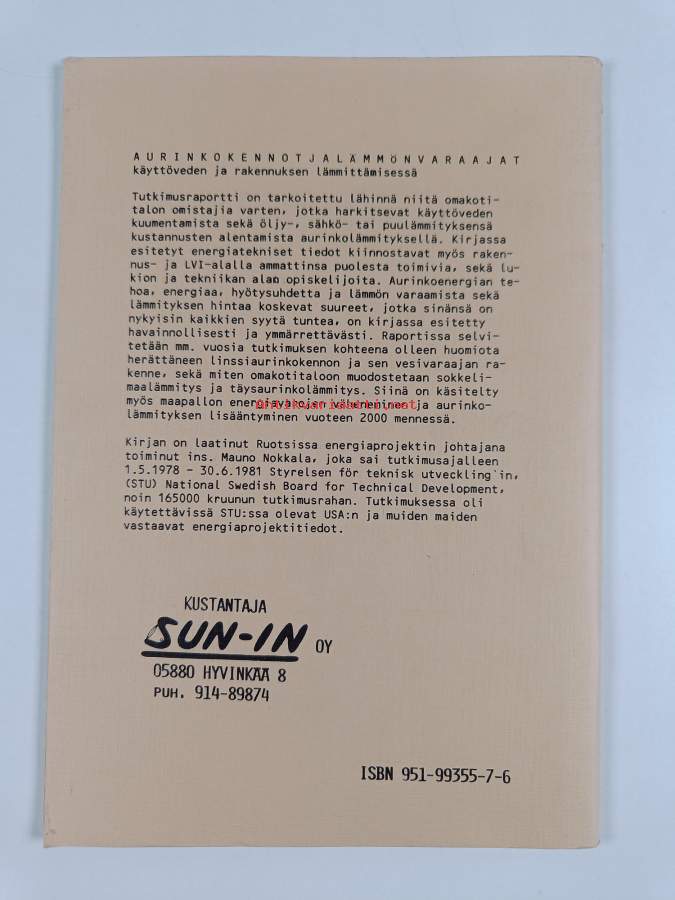 A U R I N K O K E N N O T J A L Ä M M Ö N V A R A A J A T
käyttöveden ja rakennuksen lämmittämisessä
Tutkimusraportti on tarkoitettu lähinnä niitä omakoti-
talon omistajia varten, jotka harkitsevat käyttöveden
kuumentamista sekä öljy-, sähkö- tai puulämmityksensä
kustannusten alentamista aurinkolämmityksellä. Kirjassa
esitetyt energiatekniset tiedot kiinnostavat myös raken-
nus- ja LVI-alalla ammattinsa puolesta toimivia, sekä lu-
kion ja tekniikan alan opiskelijoita. Aurinkoenergian te-
hoa, energiaa, hyötysuhdetta ja lämmön varaamista sekä
lämmityksen hintaa koskevat suureet, jotka sinänsä on
nykyisin kaikkien syytä tuntea, on kirjassa esitetty
havainnollisesti ja ymmärrettävästi. Raportissa selvi-
tetään mm. vuosia tutkimuksen kohteena olleen huomiota
herättäneen linssiaurinkokennon ja sen vesivaraajan ra-
kenne, sekä miten omakotitaloon muodostetaan sokkeli-
maalämmitys ja täysaurinkolämmitys. Siinä on käsitelty
myös maapallon energiavarojen väheneminen ja aurinko-
lämmityksen lisääntyminen vuoteen 2000 mennessä.
Antikvariaatti.net
Kirjan on laatinut Ruotsissa energiaprojektin johtajana
toiminut ins. Mauno Nokkala, joka sai tutkimusajalleen
1.5.1978 - 30.6.1981 Styrelsen för teknisk utveckling'in,
(STU) National Swedish Board for Technical Development,
noin 165000 kruunun tutkimusrahan. Tutkimuksessa oli
käytettävissä STU:ssa olevat USA:n ja muiden maiden
vastaavat energiaprojektitiedot.
KUSTANTAJA
SUN-IN OY
05880 HYVINKÄÄ 8
PUH. 914-89874
ISBN 951-99355-7-6